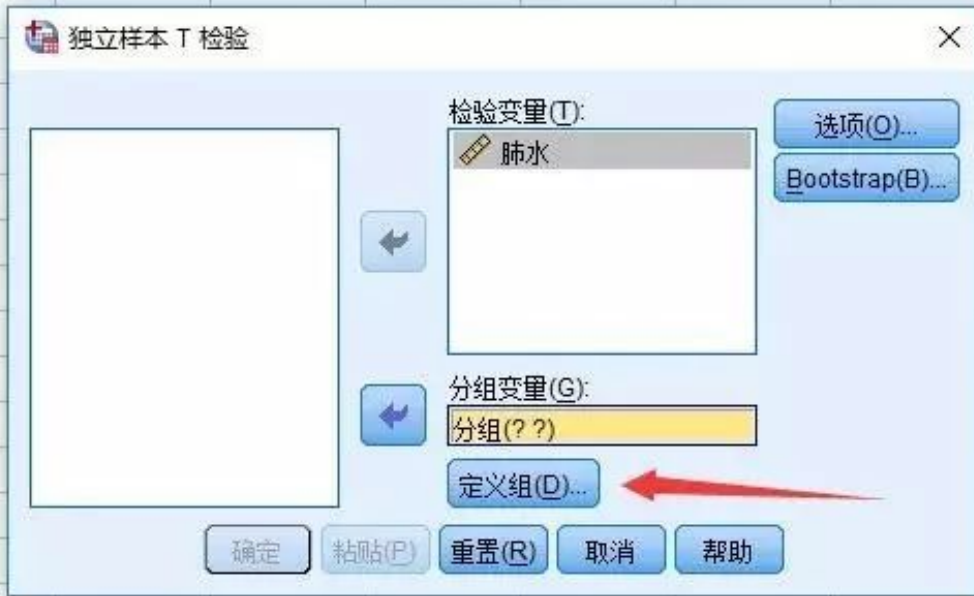 独立样本 T 检验
检验变量(T):
肺水
选项(O)...
Bootstrap(B)...
分组变量(G):
分组(? ?)
定义组(D)...
确定 粘贴(P) 重置(R) 取消 帮助